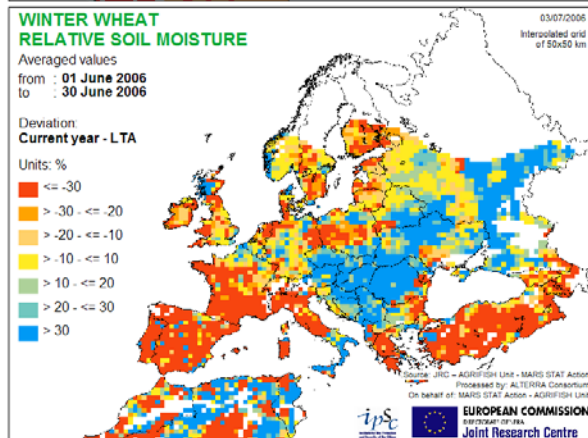 WINTER WHEAT
RELATIVE SOIL MOISTURE
03/07/2006
Interpolated grid
of 50x50 km
Averaged values
from : 01 June 2006
to : 30 June 2006
Deviation:
Current year - LTA
Units: %
<= -30
> -30 - <= -20
> -20 - <= -10
> -10 - <= 10
> 10 - <= 20
> 20 - <= 30
> 30
Source: JRC - AGRIFISH Unit - MARS STAT Action
Processed by: ALTERRA Consortium
On behalf of: MARS STAT Action - AGRIFISH Unit
ipsc
EUROPEAN COMMISSION
Joint Research Centre